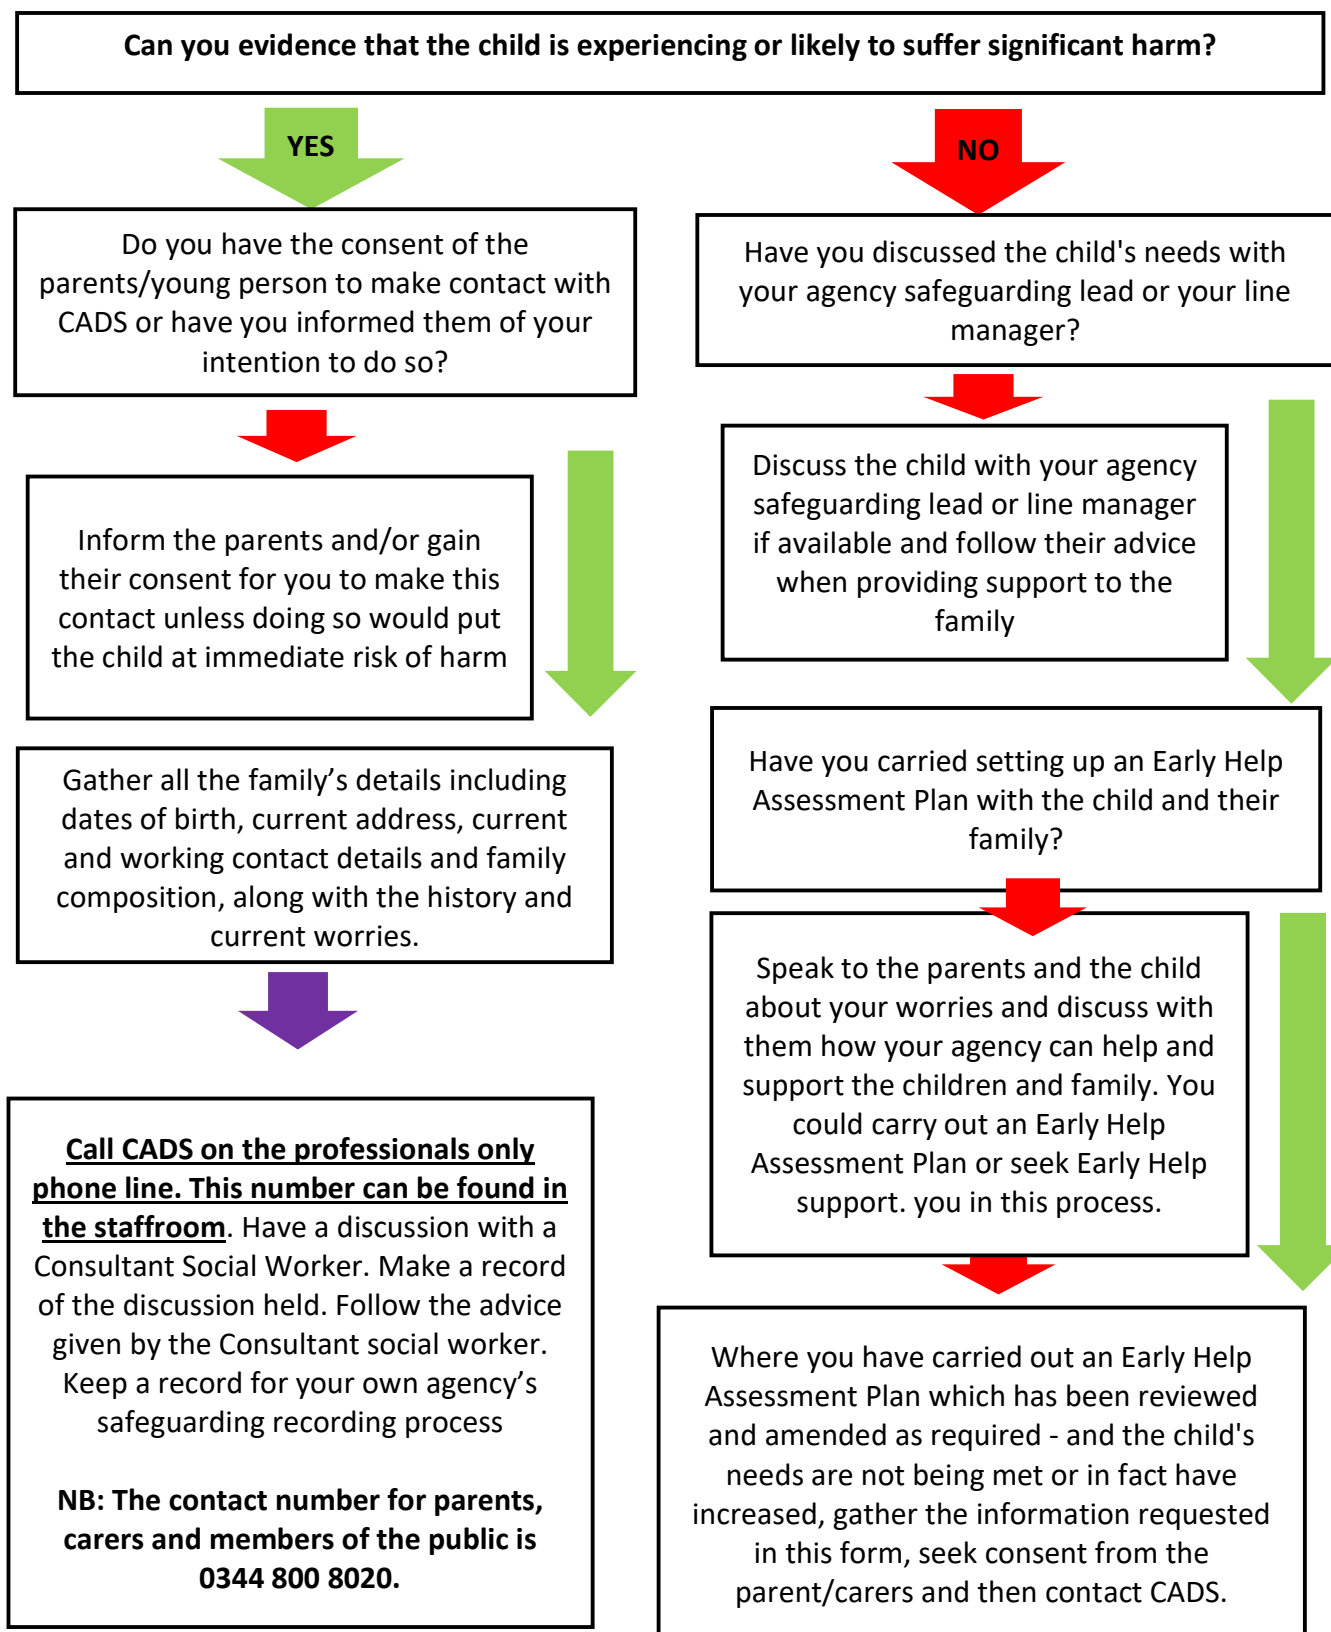 Can you evidence that the child is experiencing or likely to suffer significant harm?
YES
NO
Do you have the consent of the
parents/young person to make contact with
CADS or have you informed them of your
intention to do so?
Inform the parents and/or gain
their consent for you to make this
contact unless doing so would put
the child at immediate risk of harm
Gather all the family’s details including
dates of birth, current address, current
and working contact details and family
composition, along with the history and
current worries.
Call CADS on the professionals only
phone line. This number can be found in
the staffroom. Have a discussion with a
Consultant Social Worker. Make a record
of the discussion held. Follow the advice
given by the Consultant social worker.
Keep a record for your own agency’s
safeguarding recording process
NB: The contact number for parents,
carers and members of the public is
0344 800 8020.
Have you discussed the child's needs with
your agency safeguarding lead or your line
manager?
Discuss the child with your agency
safeguarding lead or line manager
if available and follow their advice
when providing support to the
family
Have you carried setting up an Early Help
Assessment Plan with the child and their
family?
Speak to the parents and the child
about your worries and discuss with
them how your agency can help and
support the children and family. You
could carry out an Early Help
Assessment Plan or seek Early Help
support. you in this process.
Where you have carried out an Early Help
Assessment Plan which has been reviewed
and amended as required - and the child's
needs are not being met or in fact have
increased, gather the information requested
in this form, seek consent from the
parent/carers and then contact CADS.